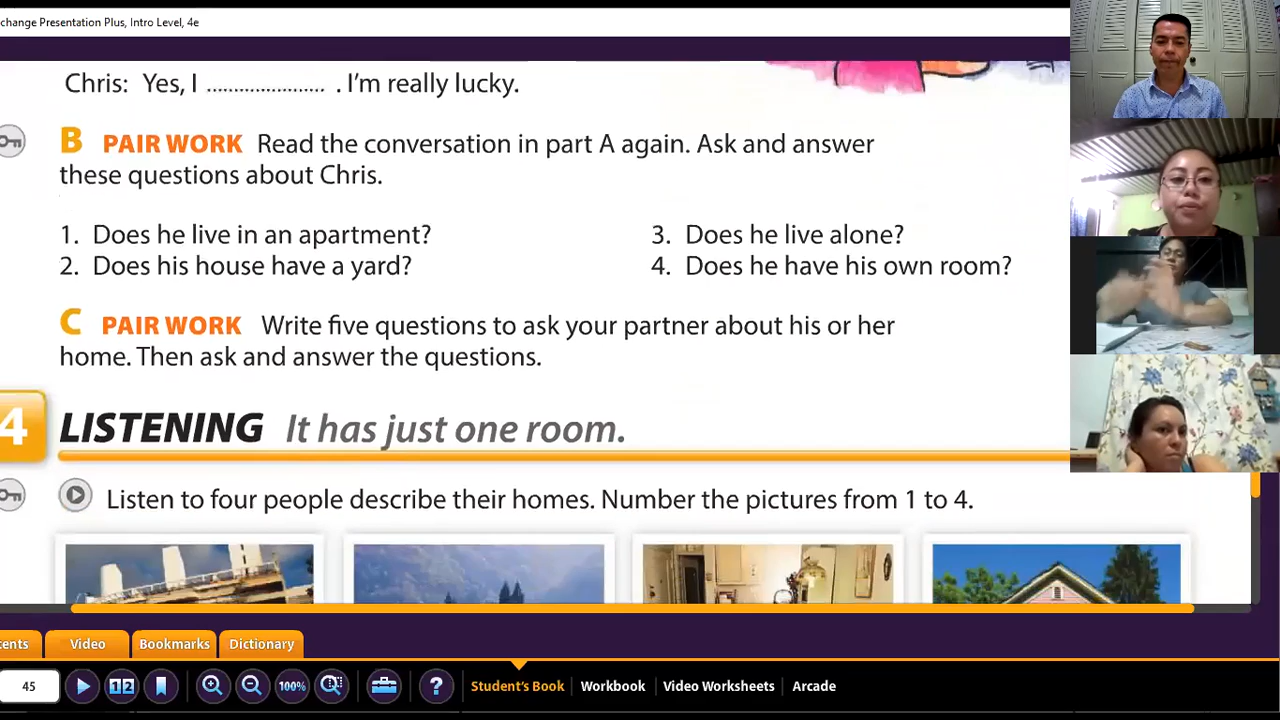 change Presentation Plus, Intro Level, 4e
Chris: Yes, I ...................... . I'm really lucky.
B PAIR WORK Read the conversation in part A again. Ask and answer
these questions about Chris.
1. Does he live in an apartment?
2. Does his house have a yard?
3. Does he live alone?
4. Does he have his own room?
C PAIR WORK Write five questions to ask your partner about his or her
home. Then ask and answer the questions.
4 LISTENING It has just one room.
Listen to four people describe their homes. Number the pictures from 1 to 4.
ents Video Bookmarks Dictionary
45 12 100% ? Student's Book Workbook Video Worksheets Arcade